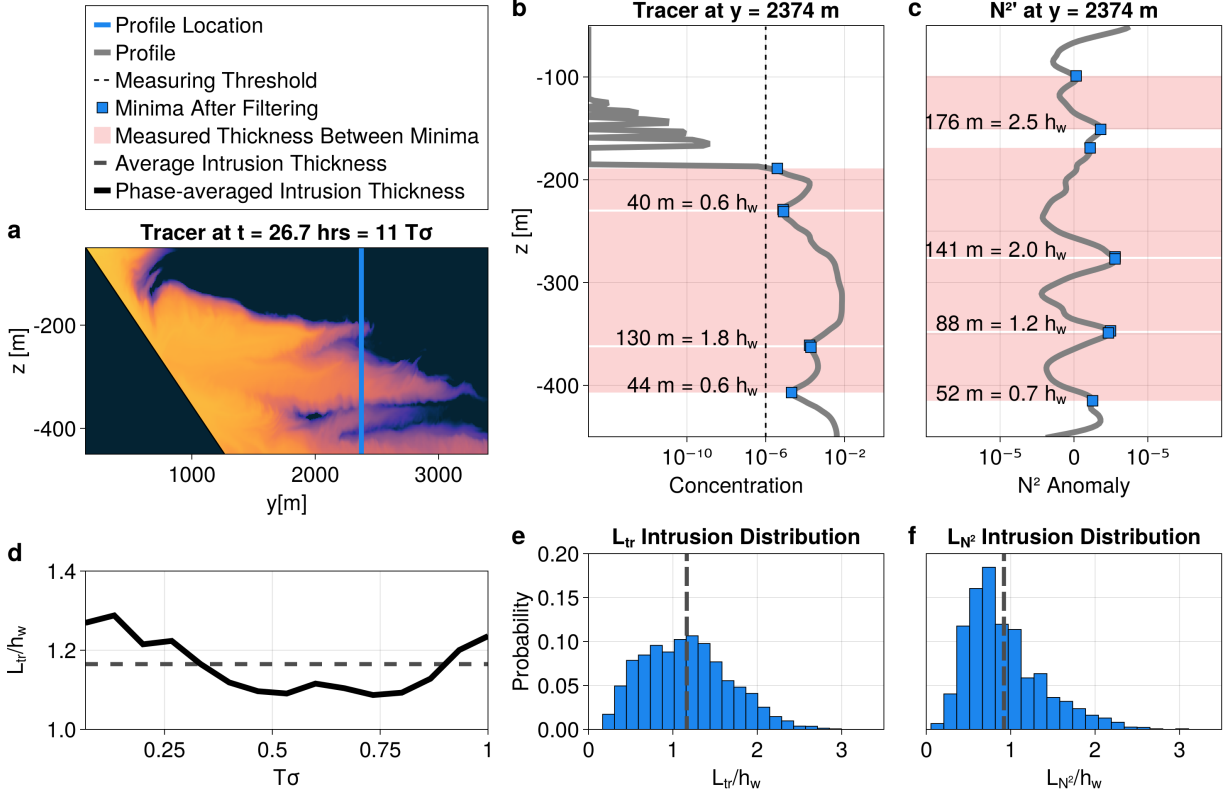 Profile Location
Profile
Measuring Threshold
Minima After Filtering
Measured Thickness Between Minima
Average Intrusion Thickness
Phase-averaged Intrusion Thickness
a
Tracer at t = 26.7 hrs = 11 Tσ
z [m]
-200
-400
1000 2000 3000
y[m]
b
Tracer at y = 2374 m
z [m]
-100
-200
-300
-400
40 m = 0.6 h_w
130 m = 1.8 h_w
44 m = 0.6 h_w
10⁻¹⁰ 10⁻⁶ 10⁻²
Concentration
c
N²' at y = 2374 m
176 m = 2.5 h_w
141 m = 2.0 h_w
88 m = 1.2 h_w
52 m = 0.7 h_w
10⁻⁵ 0 10⁻⁵
N² Anomaly
d
L_tr/h_w
1.4
1.2
1.0
0.25 0.5 0.75 1
Tσ
e
L_tr Intrusion Distribution
Probability
0.20
0.15
0.10
0.05
0.00
0 1 2 3
L_tr/h_w
f
L_N² Intrusion Distribution
0 1 2 3
L_N²/h_w